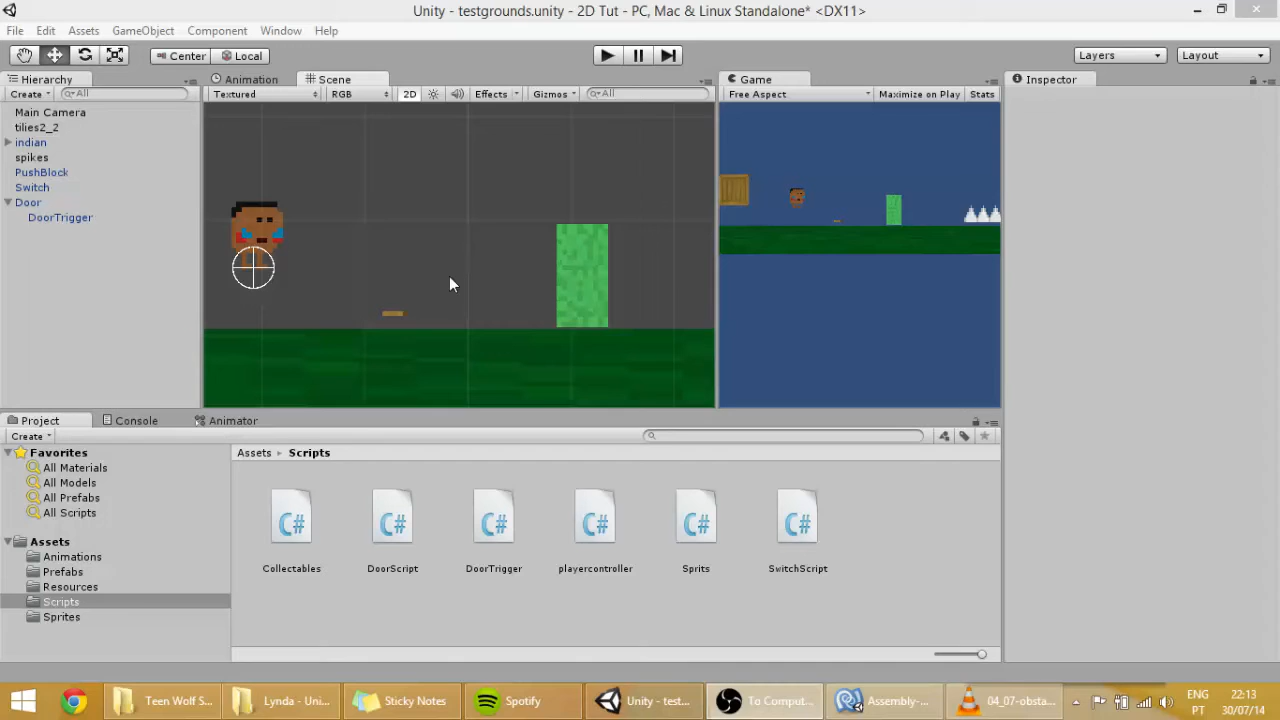 Unity - testgrounds.unity - 2D Tut - PC, Mac & Linux Standalone* <DX11>
File Edit Assets GameObject Component Window Help
Center Local Layers Layout
Hierarchy Animation Scene Game Inspector
Create All Textured RGB 2D Effects Gizmos All Free Aspect Maximize on Play Stats
Main Camera
tilies2_2
indian
spikes
PushBlock
Switch
Door
DoorTrigger
Project Console Animator
Create
Favorites
All Materials
All Models
All Prefabs
All Scripts
Assets
Animations
Prefabs
Resources
Scripts
Sprites
Assets Scripts
C# C# C# C# C# C#
Collectables DoorScript DoorTrigger playercontroller Sprits SwitchScript
Teen Wolf S... Lynda - Uni... Sticky Notes Spotify Unity - test... To Comput... Assembly-... 04_07-obsta...
ENG
PT
22:13
30/07/14